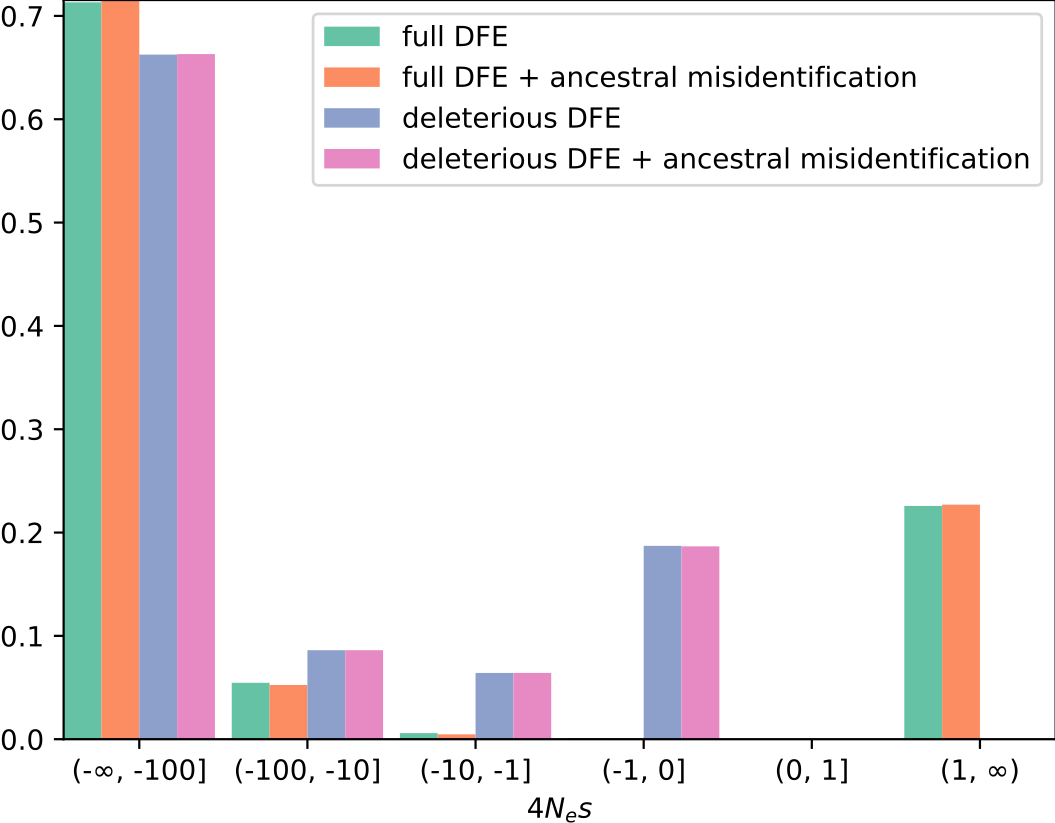 full DFE
full DFE + ancestral misidentification
deleterious DFE
deleterious DFE + ancestral misidentification
0.7
0.6
0.5
0.4
0.3
0.2
0.1
0.0
(-∞, -100] (-100, -10] (-10, -1] (-1, 0] (0, 1] (1, ∞)
4Nₑs